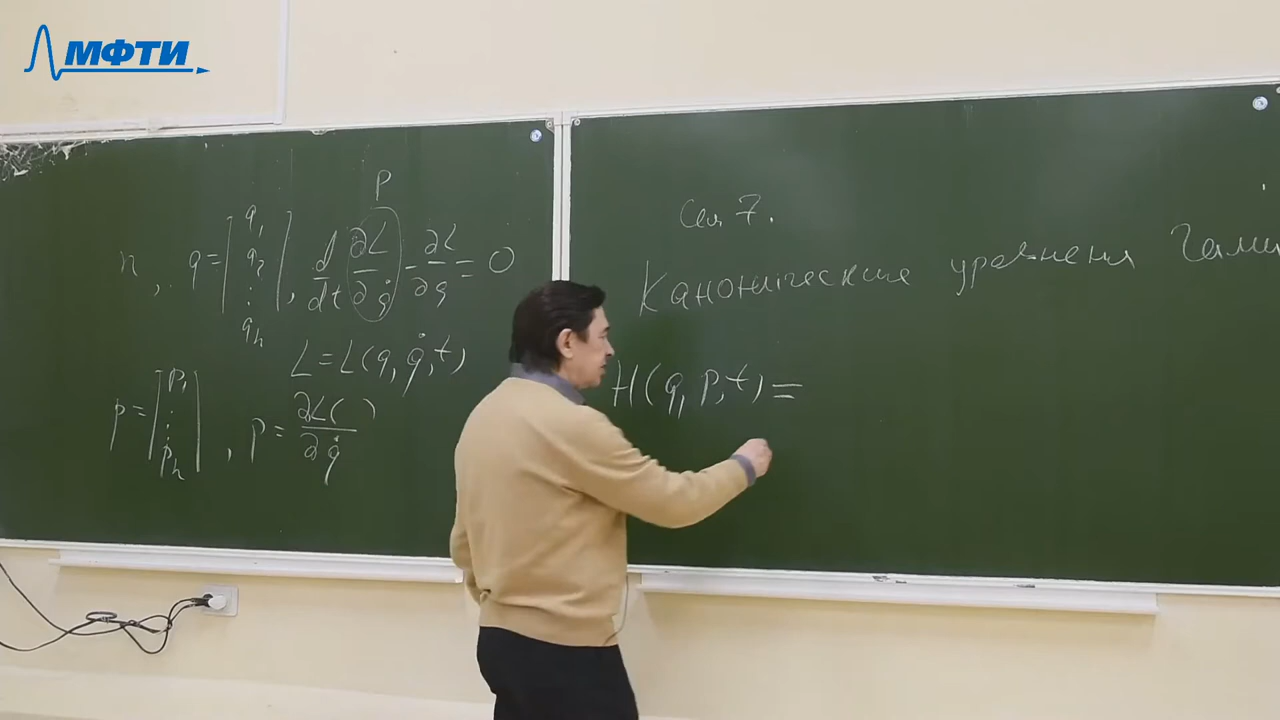 МФТИ
P
n, q = [q₁ q₂ ⋮ qₙ], d/dt ∂L/∂q̇ - ∂L/∂q = 0
L = L(q, q̇, t)
p = [p₁ ⋮ pₙ], p = ∂L( )/∂q̇
Сем 7.
Канонические уравнения Гами
H(q, p, t) =